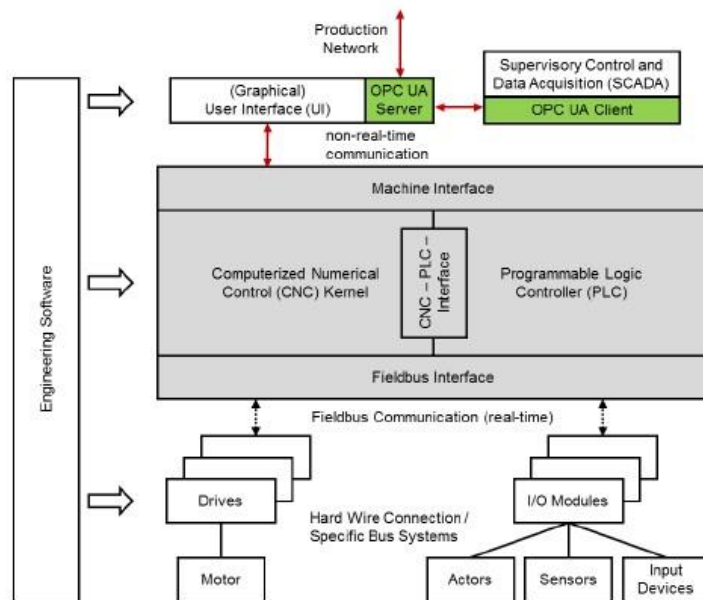 Production
Network
(Graphical)
User Interface (UI)
OPC UA
Server
Supervisory Control and
Data Acquisition (SCADA)
OPC UA Client
non-real-time
communication
Machine Interface
Computerized Numerical
Control (CNC) Kernel
CNC – PLC –
Interface
Programmable Logic
Controller (PLC)
Engineering Software
Fieldbus Interface
Fieldbus Communication (real-time)
Drives
I/O Modules
Hard Wire Connection /
Specific Bus Systems
Motor
Actors
Sensors
Input
Devices